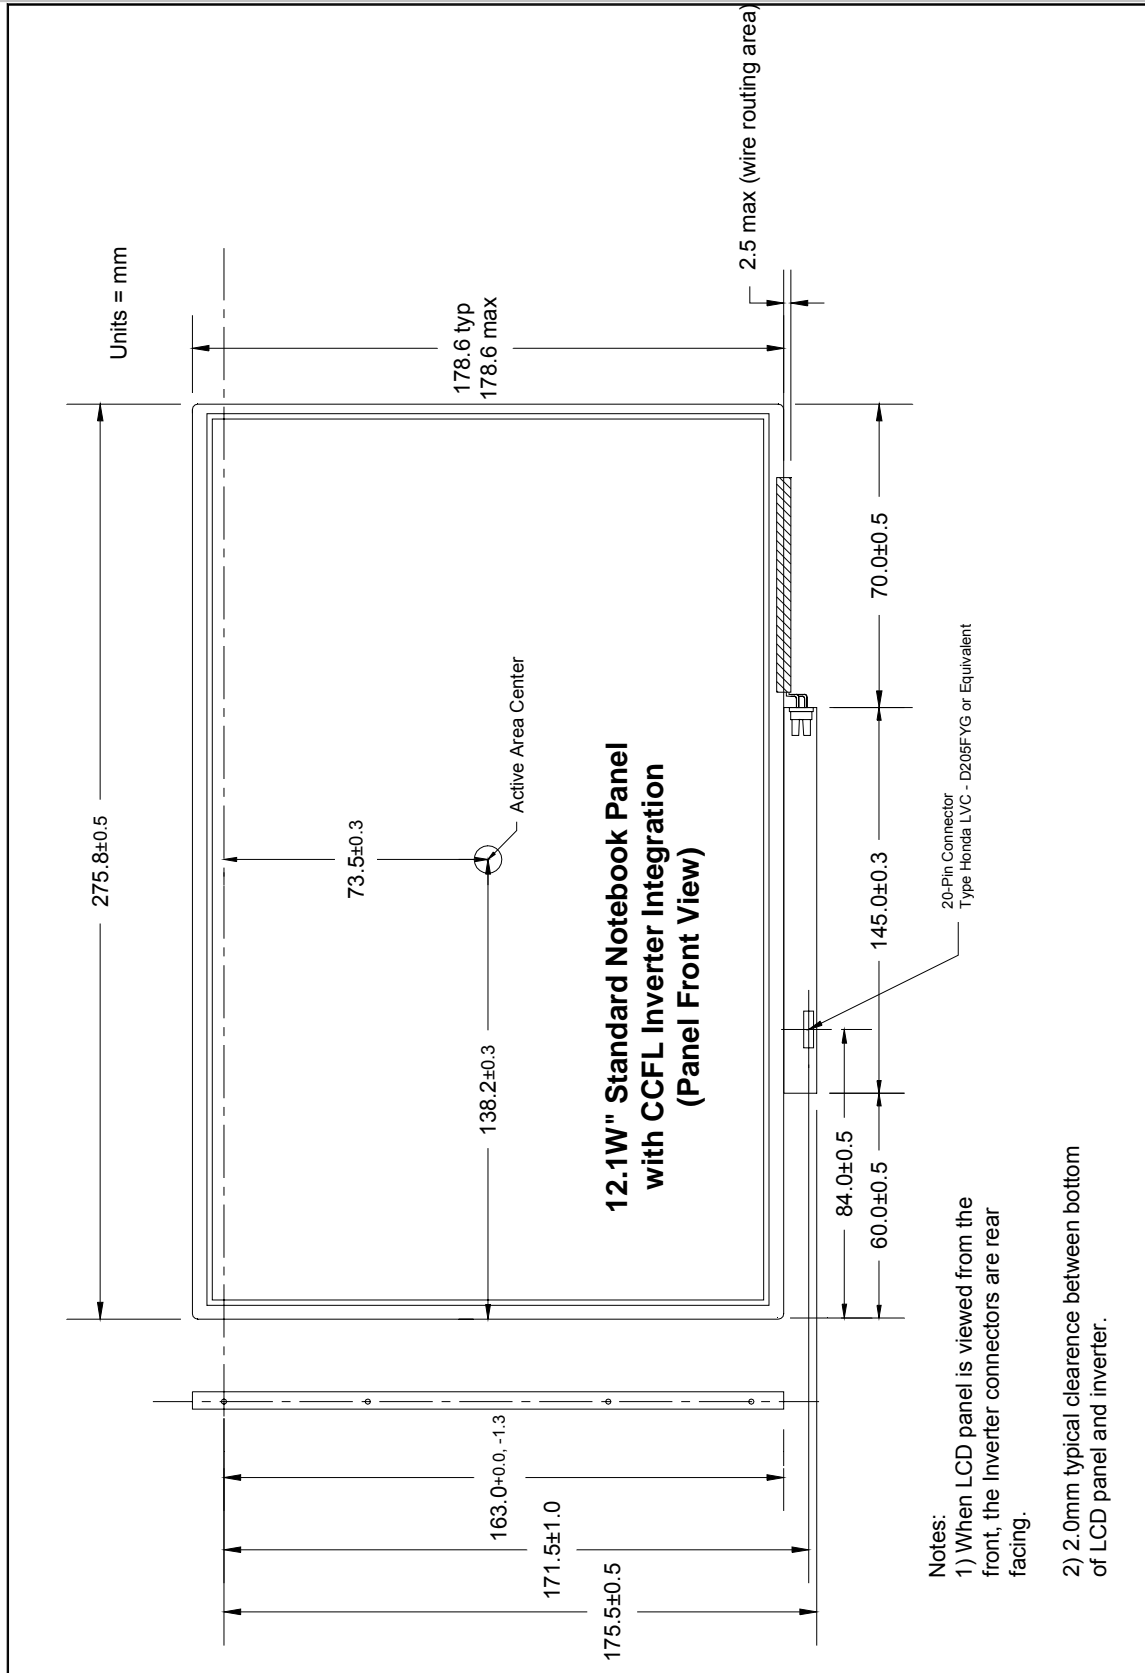 Units = mm
275.8±0.5
178.6 typ
178.6 max
2.5 max (wire routing area)
73.5±0.3
Active Area Center
138.2±0.3
12.1W" Standard Notebook Panel
with CCFL Inverter Integration
(Panel Front View)
163.0+0.0, -1.3
171.5±1.0
175.5±0.5
84.0±0.5
60.0±0.5
145.0±0.3
70.0±0.5
20-Pin Connector
Type Honda LVC - D205FYG or Equivalent
Notes:
1) When LCD panel is viewed from the
front, the Inverter connectors are rear
facing.
2) 2.0mm typical clearence between bottom
of LCD panel and inverter.